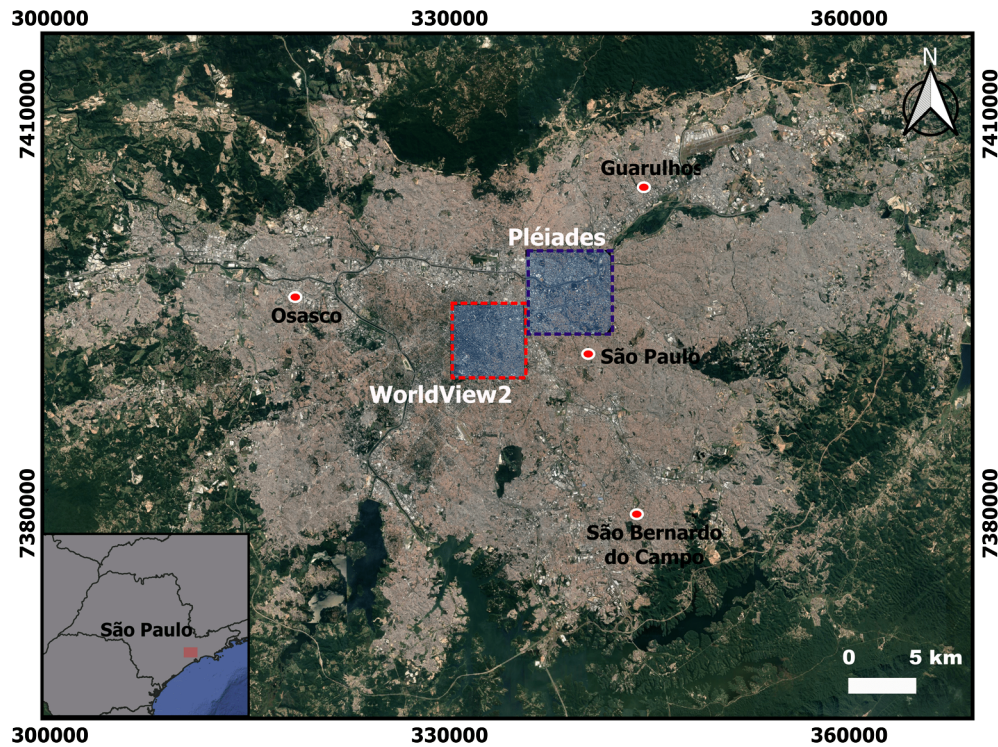 300000
330000
360000
7410000
7410000
N
Guarulhos
Pléiades
Osasco
São Paulo
WorldView2
7380000
7380000
São Bernardo
do Campo
São Paulo
0 5 km
300000
330000
360000